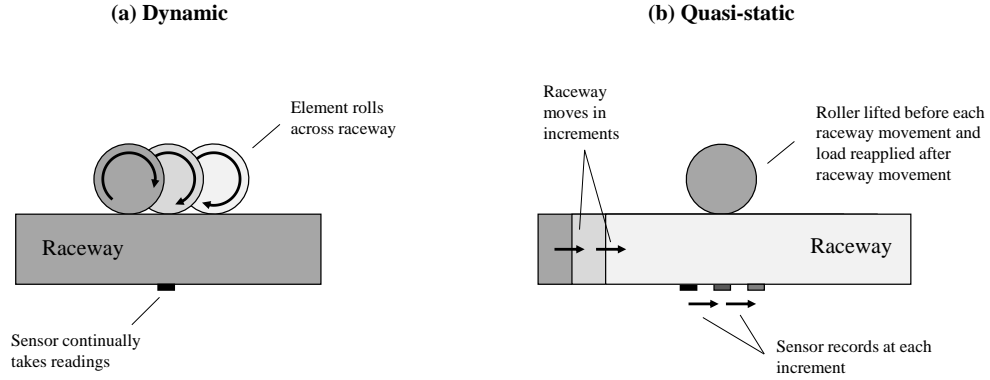 (a) Dynamic
(b) Quasi-static
Element rolls
across raceway
Raceway
Sensor continually
takes readings
Raceway
moves in
increments
Roller lifted before each
raceway movement and
load reapplied after
raceway movement
Raceway
Sensor records at each
increment